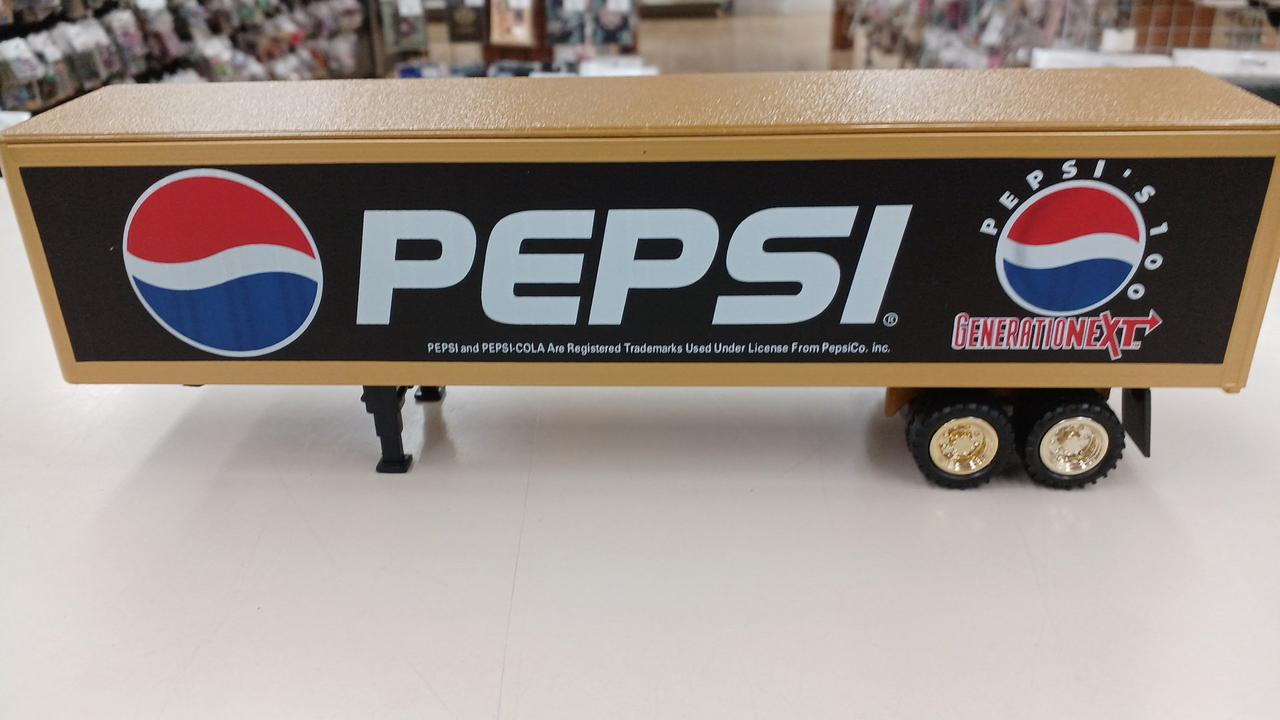 PEPSI®
PEPSI and PEPSI-COLA Are Registered Trademarks Used Under License From PepsiCo. Inc.
PEPSI'S 100
GENERATIONEXT